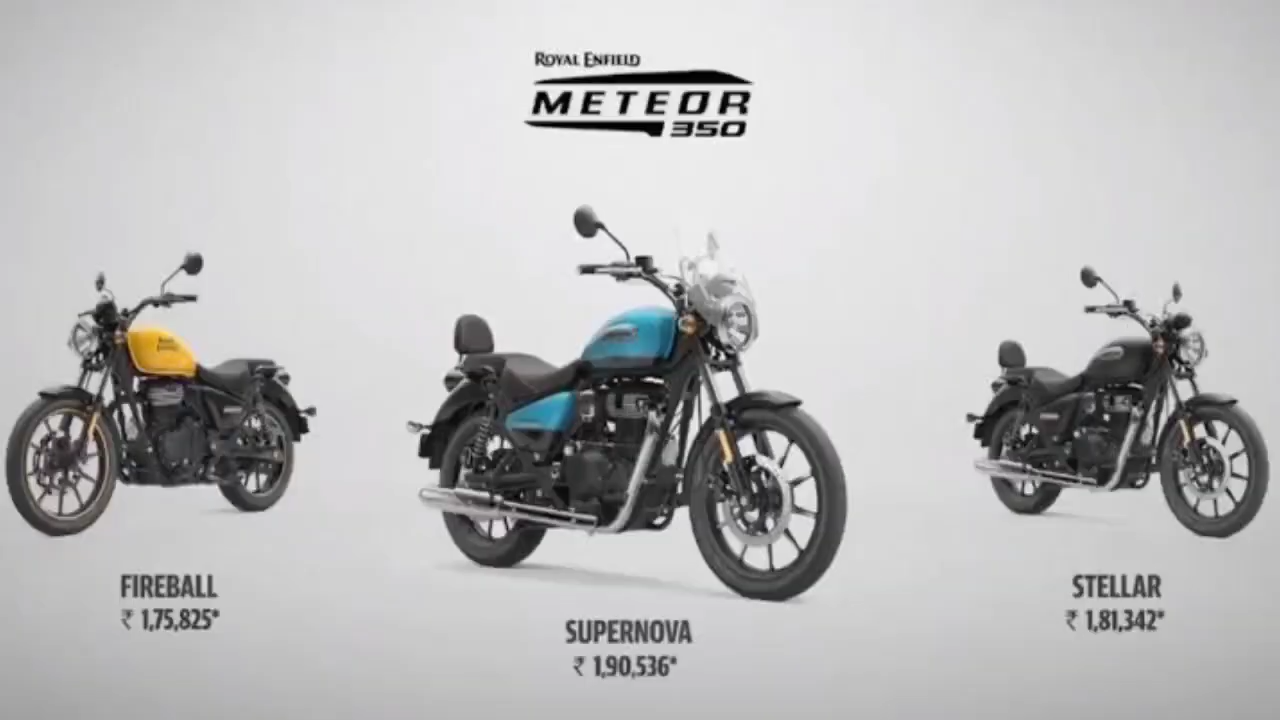 ROYAL ENFIELD
METEOR
350
FIREBALL
₹ 1,75,825*
SUPERNOVA
₹ 1,90,536*
STELLAR
₹ 1,81,342*